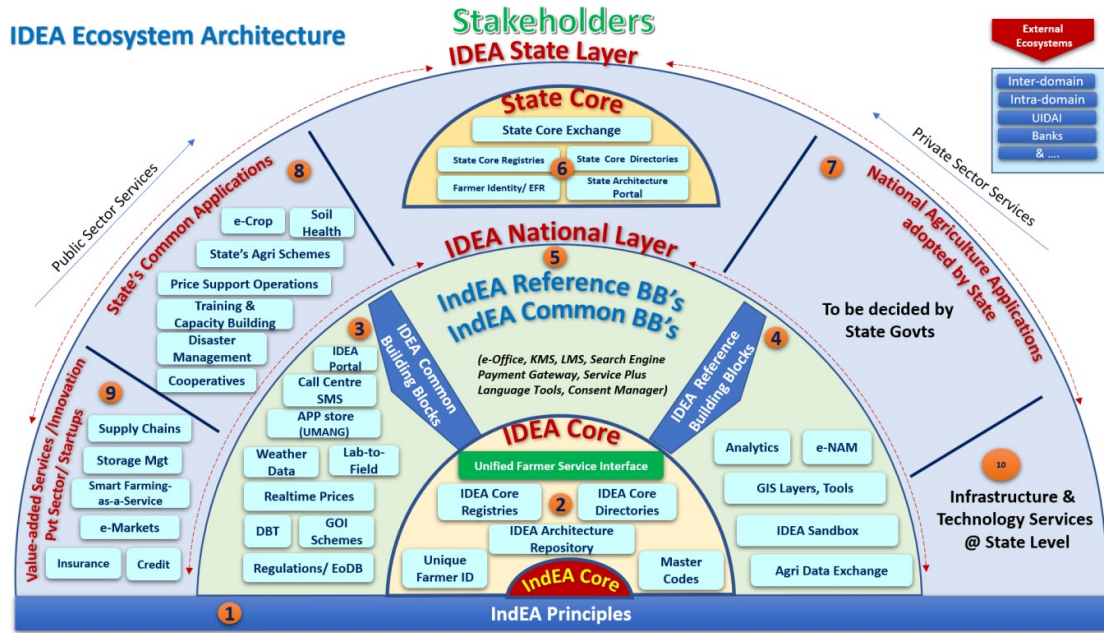 IDEA Ecosystem Architecture
Stakeholders
IDEA State Layer
External
Ecosystems
Inter-domain
Intra-domain
UIDAI
Banks
& ....
State Core
State Core Exchange
State Core Registries
State Core Directories
6
Farmer Identity/ EFR
State Architecture
Portal
Public Sector Services
Private Sector Services
8
State's Common Applications
e-Crop
Soil
Health
State's Agri Schemes
Price Support Operations
Training &
Capacity Building
Disaster
Management
Cooperatives
7
National Agriculture Applications
adopted by State
To be decided by
State Govts
IDEA National Layer
5
IndEA Reference BB's
IndEA Common BB's
(e-Office, KMS, LMS, Search Engine
Payment Gateway, Service Plus
Language Tools, Consent Manager)
3
IDEA Common
Building Blocks
IDEA
Portal
Call Centre
SMS
APP store
(UMANG)
Weather
Data
Lab-to-
Field
Realtime Prices
DBT
GOI
Schemes
Regulations/ EoDB
4
IDEA Reference
Building Blocks
Analytics
e-NAM
GIS Layers, Tools
IDEA Sandbox
Agri Data Exchange
9
Value-added Services /Innovation
Pvt Sector/ Startups
Supply Chains
Storage Mgt
Smart Farming-
as-a-Service
e-Markets
Insurance
Credit
10
Infrastructure &
Technology Services
@ State Level
IDEA Core
Unified Farmer Service Interface
IDEA Core
Registries
2
IDEA Core
Directories
IDEA Architecture
Repository
Unique
Farmer ID
Master
Codes
IndEA Core
1
IndEA Principles